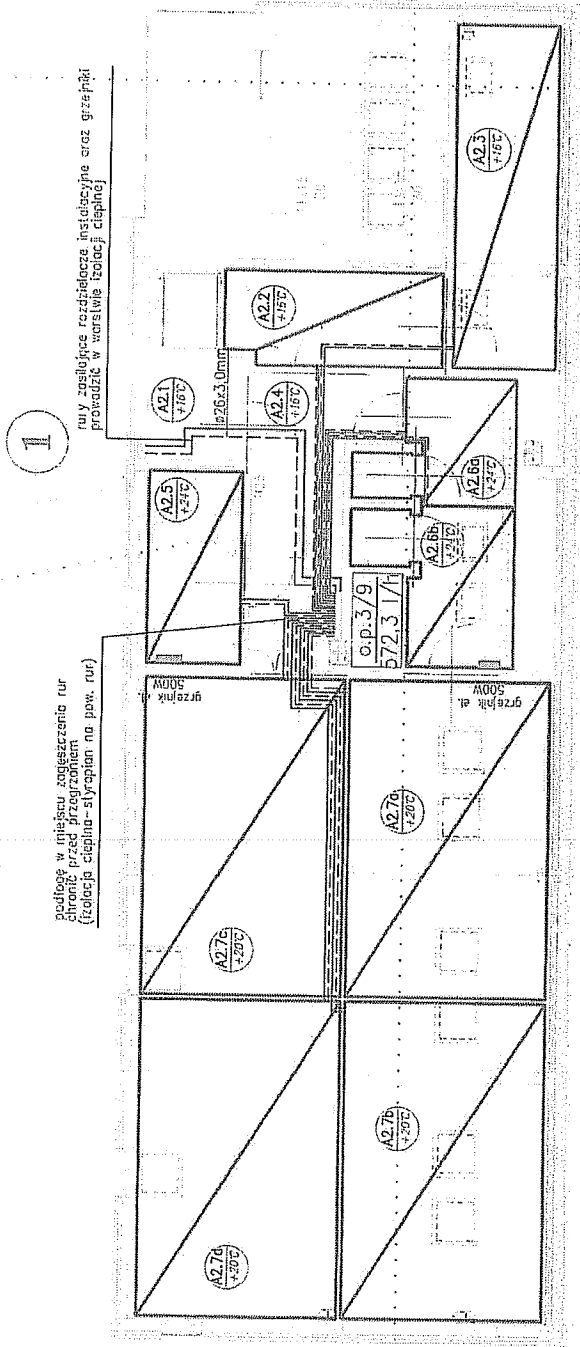 1
rury zasilające rozdzielacze instalacyjne oraz grzejniki
prowadzić w warstwie izolacji cieplnej
podłogę w miejscu zagęszczenia rur
chronić przed przegrzaniem
(izolacja cieplna-styropian na pow. rur)
A2.1
+16°C
A2.2
+16°C
A2.3
+16°C
ø26x3,0mm
A2.4
+16°C
A2.5
+24°C
A2.6a
+24°C
A2.6b
+24°C
o.p.3/9
572,3 l/h
grzejnik el.
500W
grzejnik el.
500W
A2.7c
+20°C
A2.7a
+20°C
A2.7d
+20°C
A2.7b
+20°C